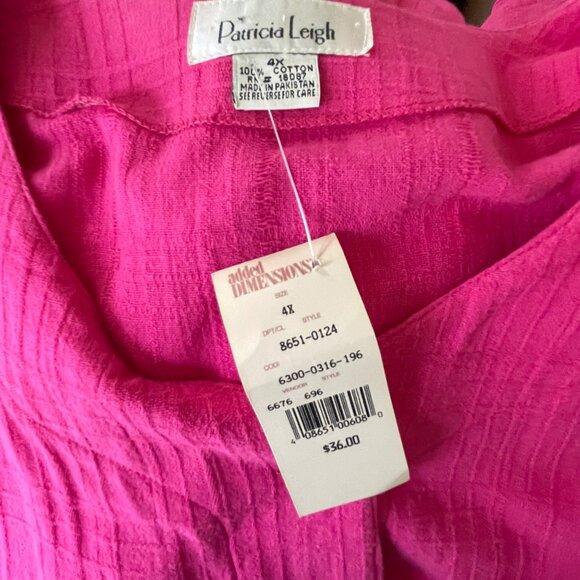 Patricia Leigh
4X
100% COTTON
RN # 18087
MADE IN PAKISTAN
SEE REVERSE FOR CARE
added
DIMENSIONS
SIZE
4X
DPT/CL STYLE
8651-0124
CODE
6300-0316-196
VENDOR STYLE
6676 696
4 08651 00608 0
$36.00